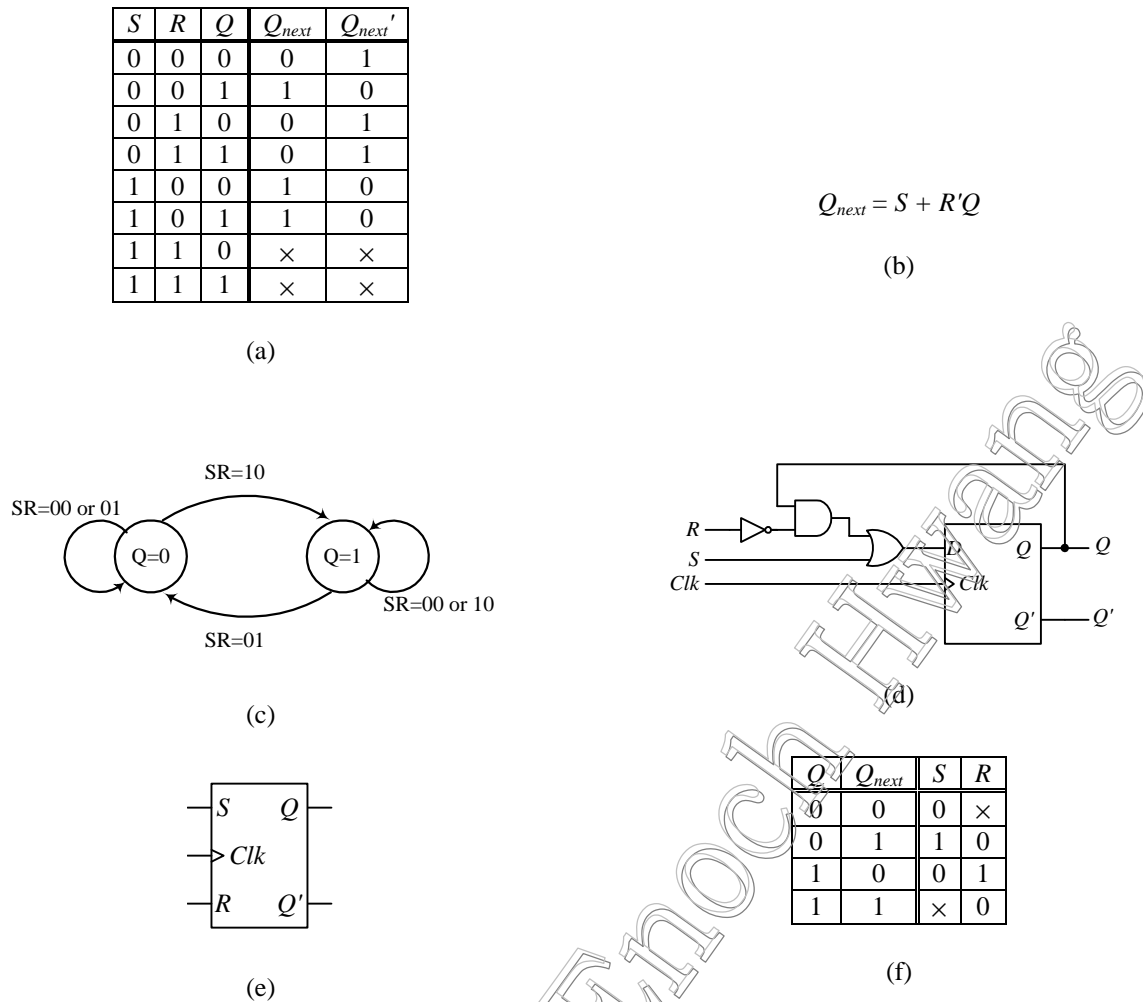 S R Q Qnext Qnext'
0 0 0 0 1
0 0 1 1 0
0 1 0 0 1
0 1 1 0 1
1 0 0 1 0
1 0 1 1 0
1 1 0 × ×
1 1 1 × ×
(a)
Qnext = S + R'Q
(b)
SR=10
SR=00 or 01
Q=0
Q=1
SR=00 or 10
SR=01
(c)
R
S
Clk
D
Q
Q
Clk
Q'
Q'
(d)
S
Q
Clk
R
Q'
(e)
Q Qnext S R
0 0 0 ×
0 1 1 0
1 0 0 1
1 1 × 0
(f)
Enoch Hwang